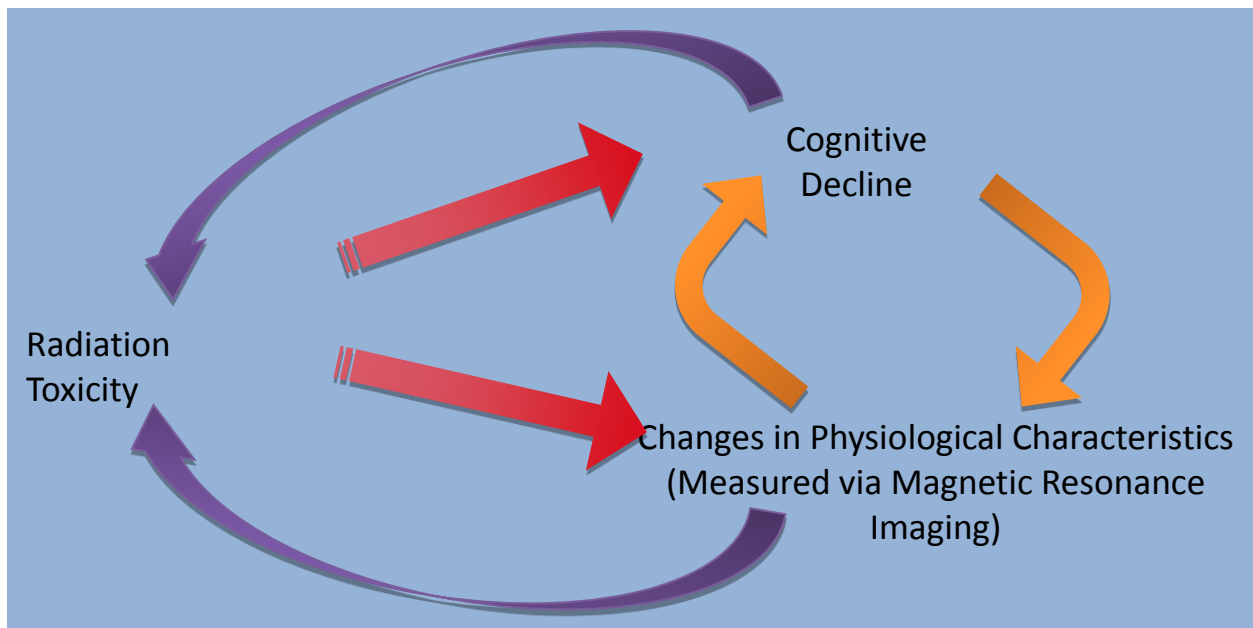 Cognitive
Decline
Radiation
Toxicity
Changes in Physiological Characteristics
(Measured via Magnetic Resonance
Imaging)